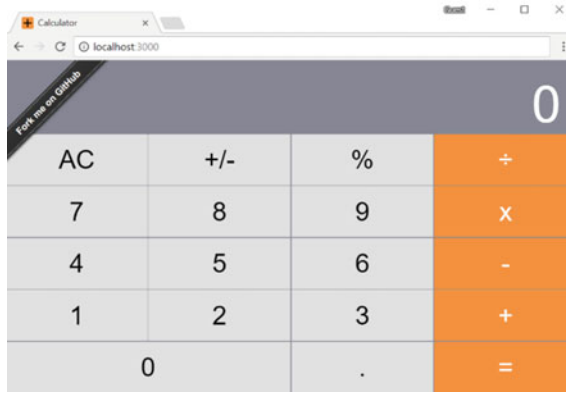 Calculator
localhost:3000
Fork me on GitHub
0
AC +/- % ÷
7 8 9 x
4 5 6 -
1 2 3 +
0 . =